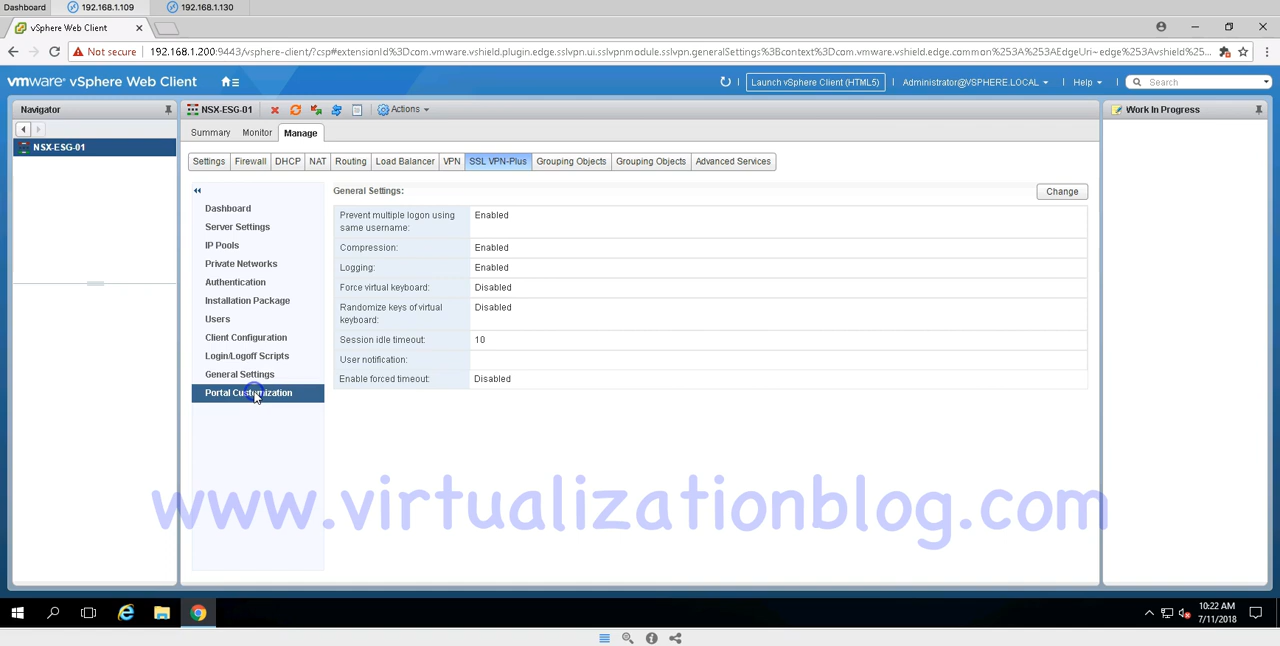 Dashboard 192.168.1.109 192.168.1.130
vSphere Web Client
Not secure 192.168.1.200:9443/vsphere-client/?csp#extensionId%3Dcom.vmware.vshield.plugin.edge.sslvpn.ui.sslvpnmodule.sslvpn.generalSettings%3Bcontext%3Dcom.vmware.vshield.edge.common%253A%253AEdgeUri~edge%253Avshield%25...
vmware® vSphere Web Client
Launch vSphere Client (HTML5) Administrator@VSPHERE.LOCAL Help Search
Navigator
NSX-ESG-01
NSX-ESG-01 Actions
Work In Progress
Summary Monitor Manage
Settings Firewall DHCP NAT Routing Load Balancer VPN SSL VPN-Plus Grouping Objects Grouping Objects Advanced Services
Dashboard
Server Settings
IP Pools
Private Networks
Authentication
Installation Package
Users
Client Configuration
Login/Logoff Scripts
General Settings
Portal Customization
General Settings: Change
Prevent multiple logon using same username: Enabled
Compression: Enabled
Logging: Enabled
Force virtual keyboard: Disabled
Randomize keys of virtual keyboard: Disabled
Session idle timeout: 10
User notification:
Enable forced timeout: Disabled
www.virtualizationblog.com
10:22 AM
7/11/2018